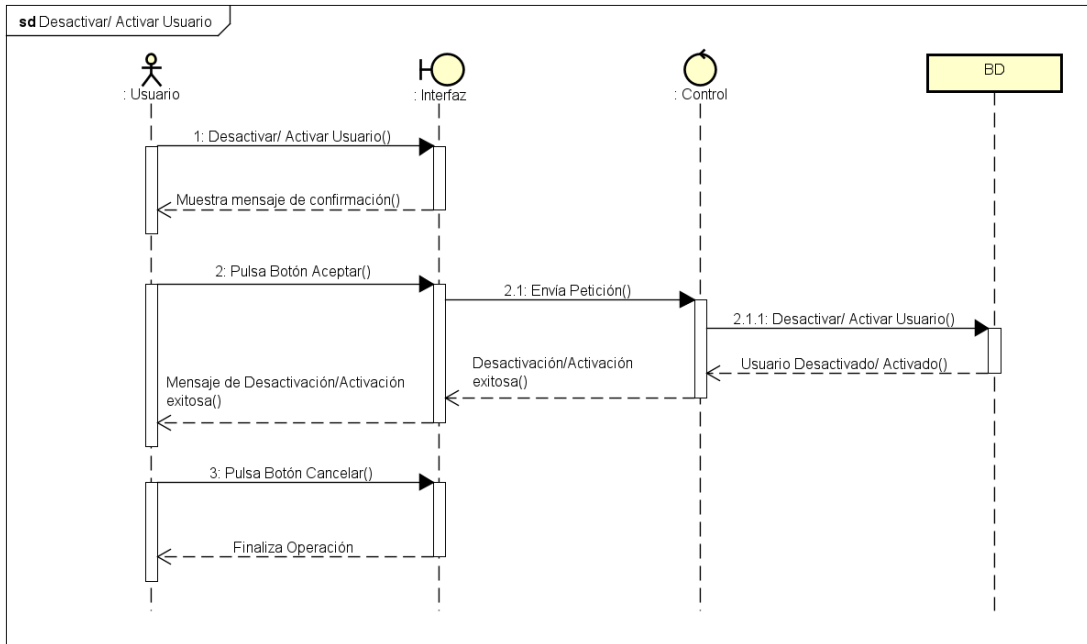 sd Desactivar/ Activar Usuario
: Usuario
: Interfaz
: Control
BD
1: Desactivar/ Activar Usuario()
Muestra mensaje de confirmación()
2: Pulsa Botón Aceptar()
2.1: Envía Petición()
2.1.1: Desactivar/ Activar Usuario()
Usuario Desactivado/ Activado()
Desactivación/Activación
exitosa()
Mensaje de Desactivación/Activación
exitosa()
3: Pulsa Botón Cancelar()
Finaliza Operación